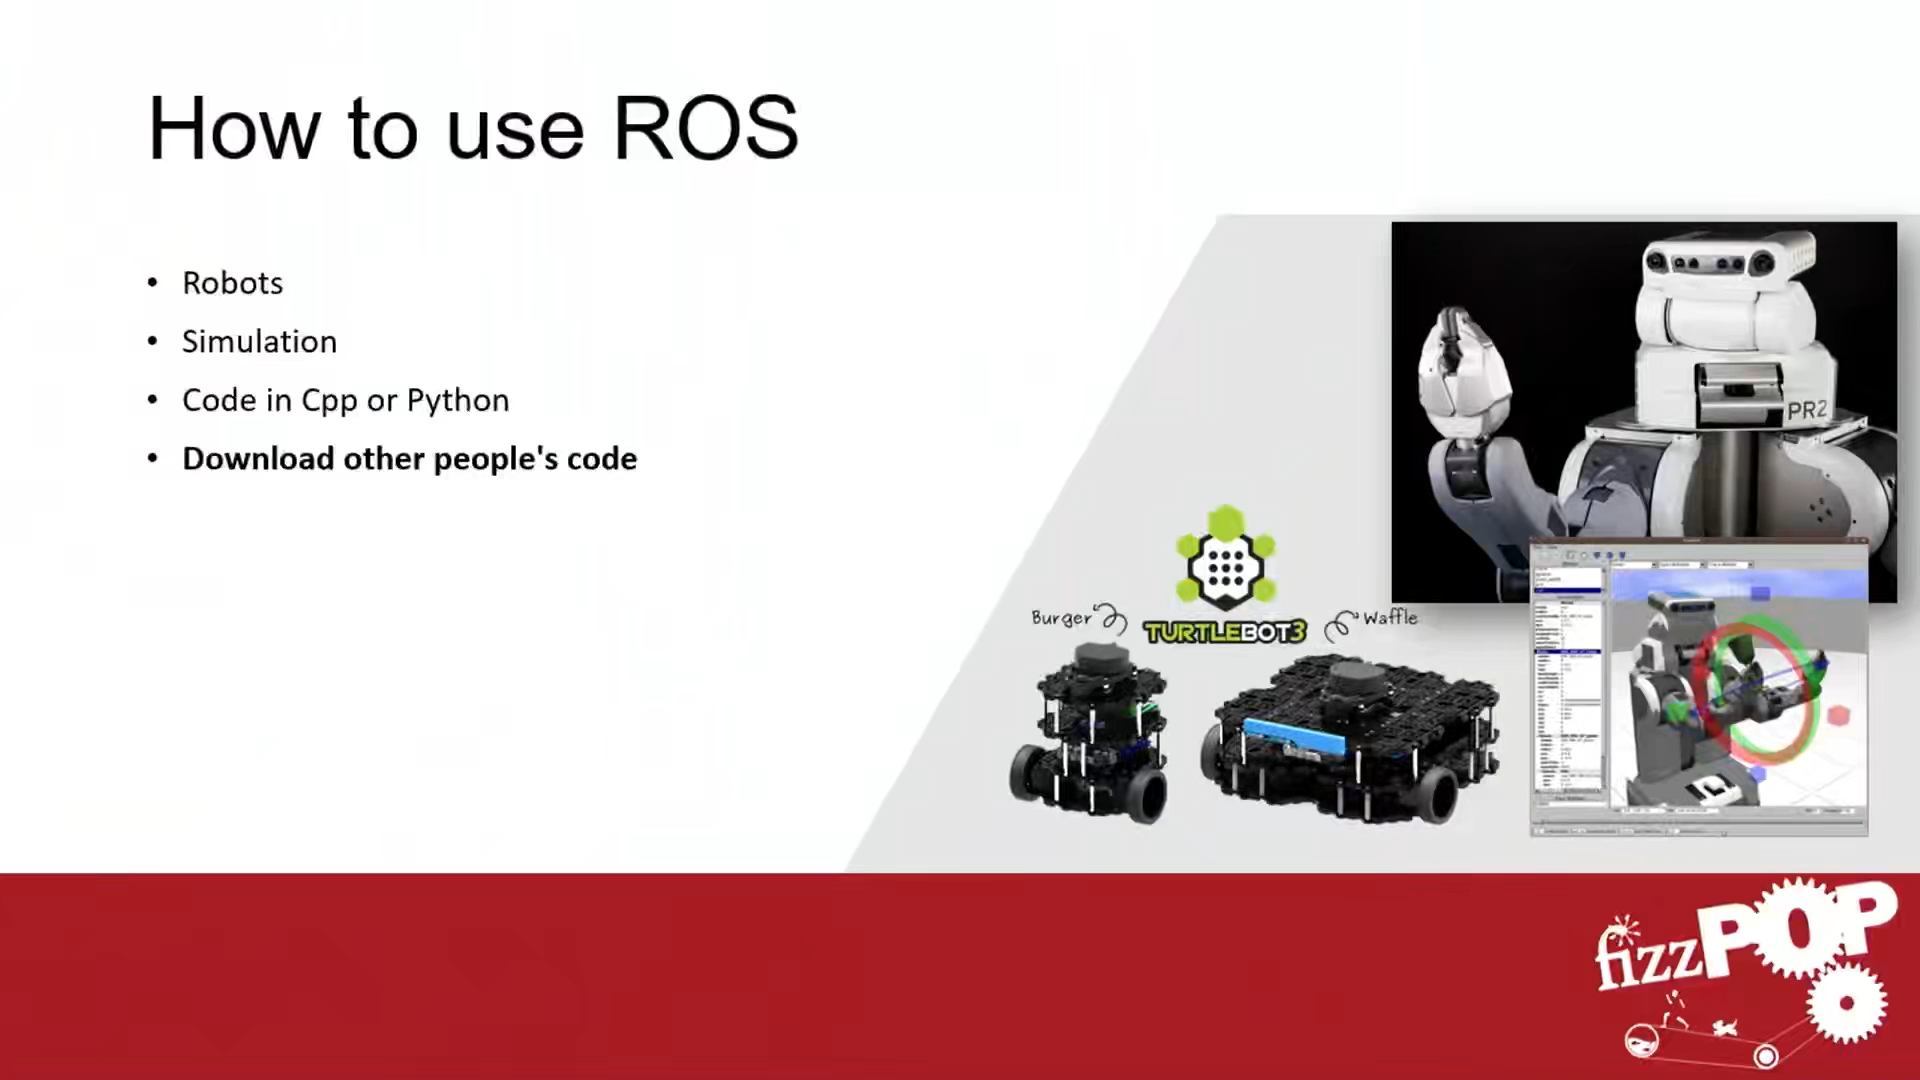 How to use ROS
• Robots
• Simulation
• Code in Cpp or Python
• Download other people's code
PR2
Burger
TURTLEBOT3
Waffle
fizzPOP